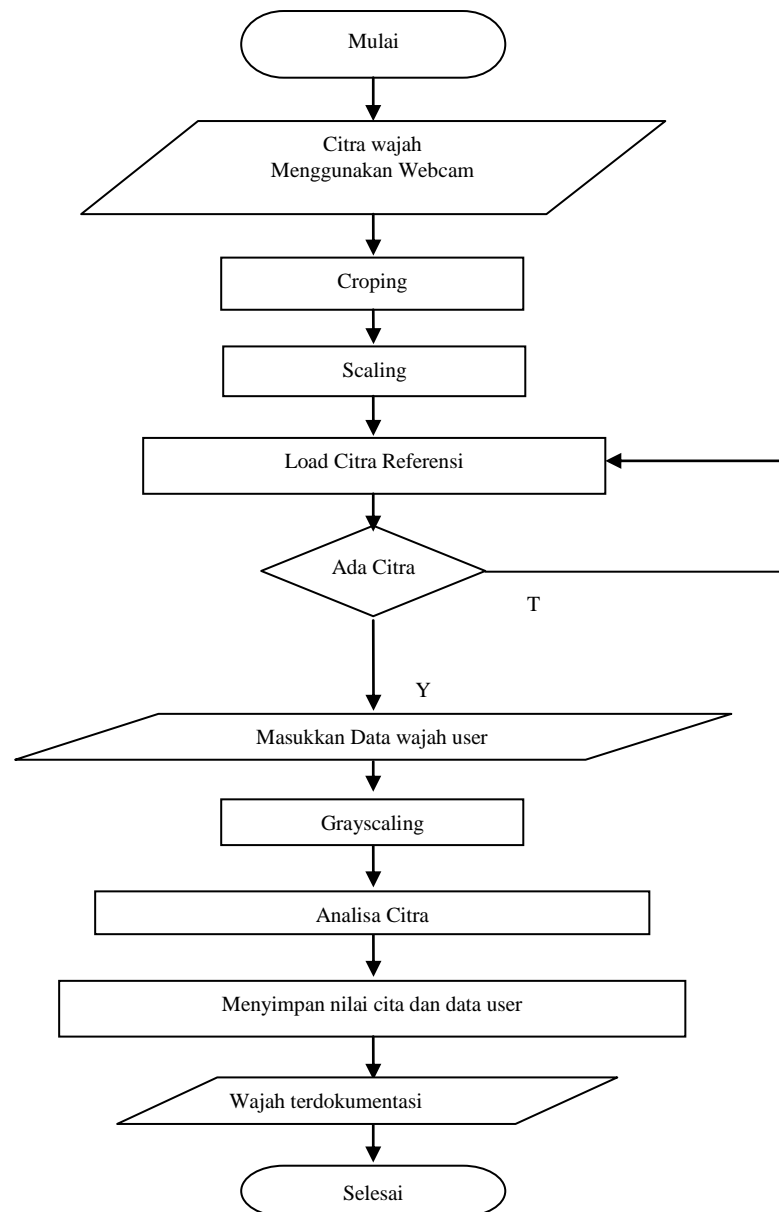 Mulai
Citra wajah
Menggunakan Webcam
Croping
Scaling
Load Citra Referensi
Ada Citra
T
Y
Masukkan Data wajah user
Grayscaling
Analisa Citra
Menyimpan nilai cita dan data user
Wajah terdokumentasi
Selesai